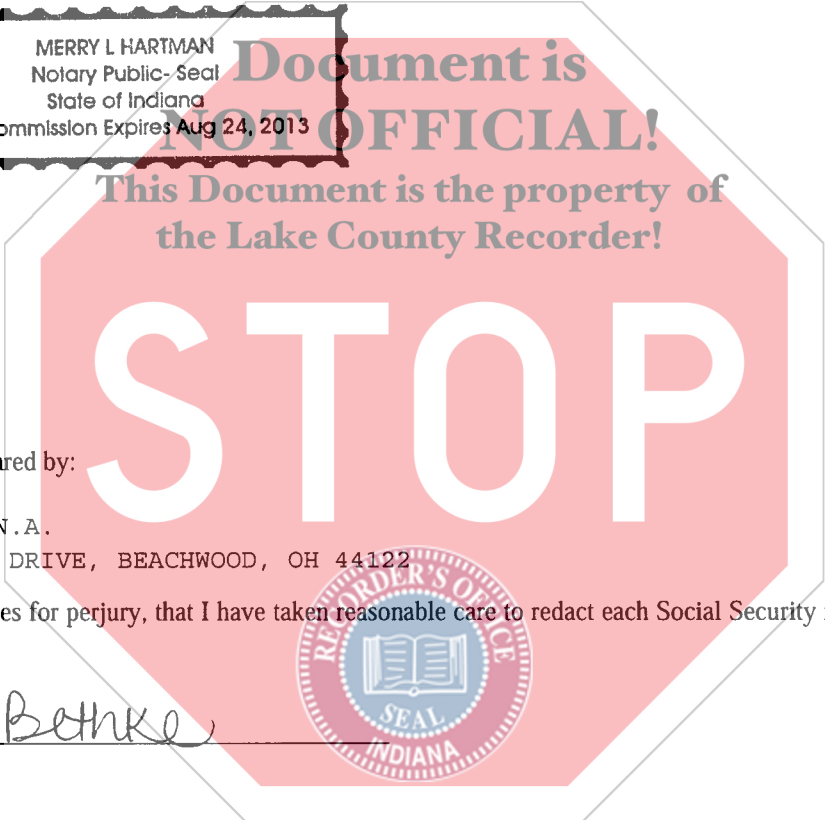 MERRY L HARTMAN
Notary Public- Seal
State of Indiana
ommission Expires Aug 24, 2013
Document is
NOT OFFICIAL!
This Document is the property of
the Lake County Recorder!
STOP
ared by:
N.A.
DRIVE, BEACHWOOD, OH 44122
es for perjury, that I have taken reasonable care to redact each Social Security
Bethke
RECORDER'S OFFICE
SEAL
INDIANA